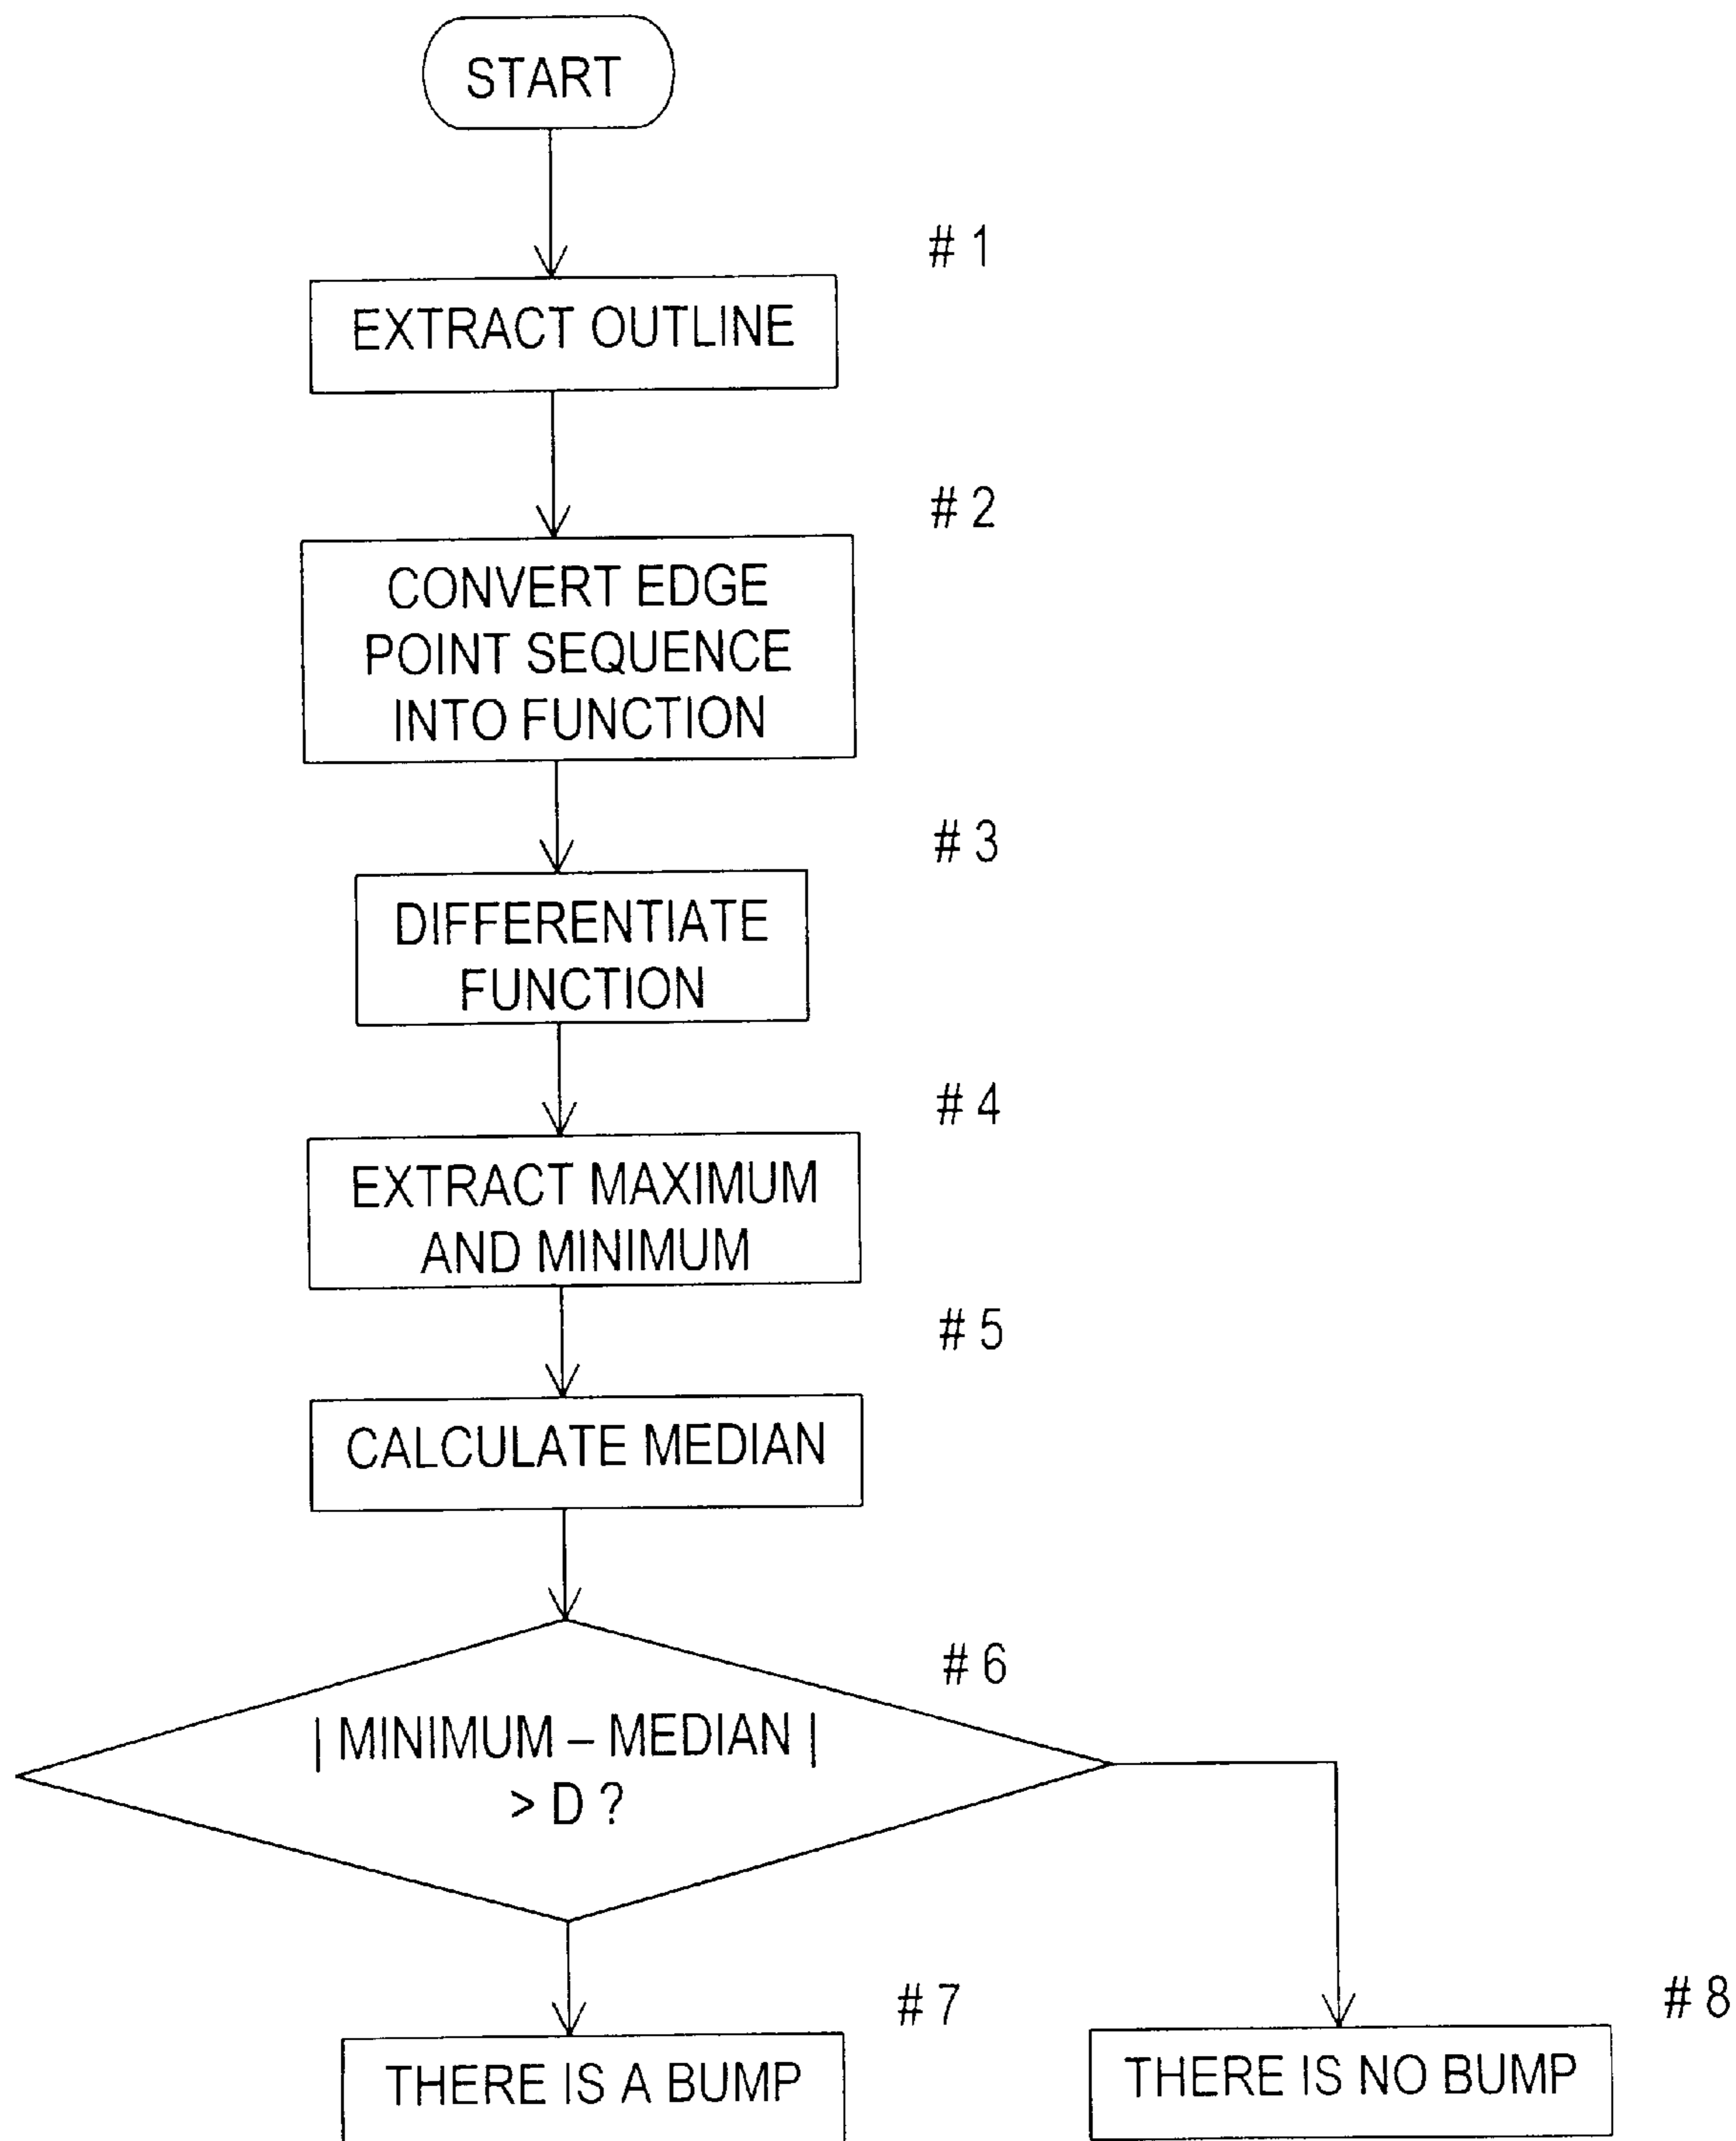 START
# 1
EXTRACT OUTLINE
# 2
CONVERT EDGE
POINT SEQUENCE
INTO FUNCTION
# 3
DIFFERENTIATE
FUNCTION
# 4
EXTRACT MAXIMUM
AND MINIMUM
# 5
CALCULATE MEDIAN
# 6
| MINIMUM – MEDIAN |
> D ?
# 7
THERE IS A BUMP
# 8
THERE IS NO BUMP